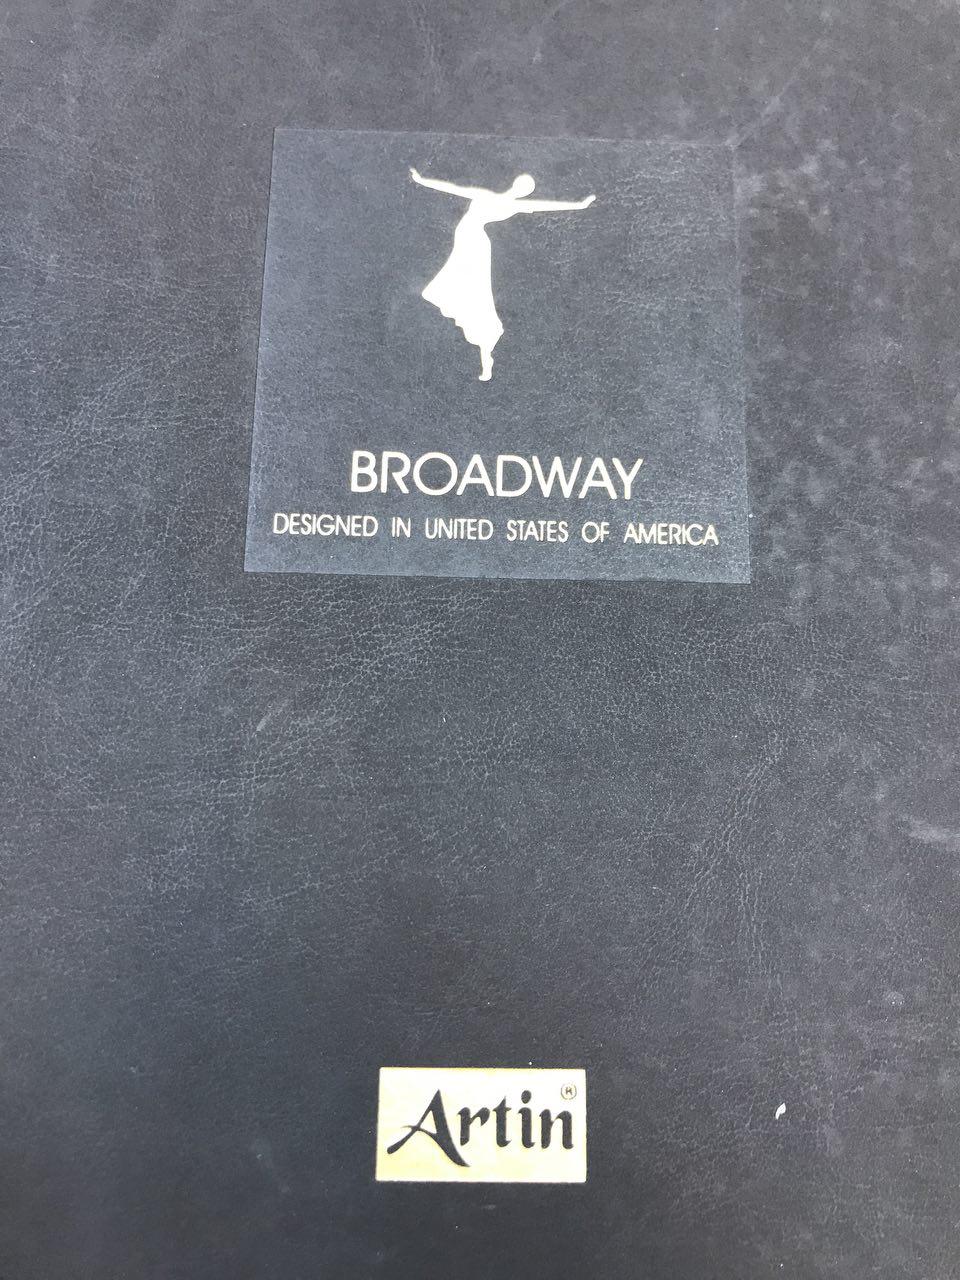 BROADWAY
DESIGNED IN UNITED STATES OF AMERICA
Artin®